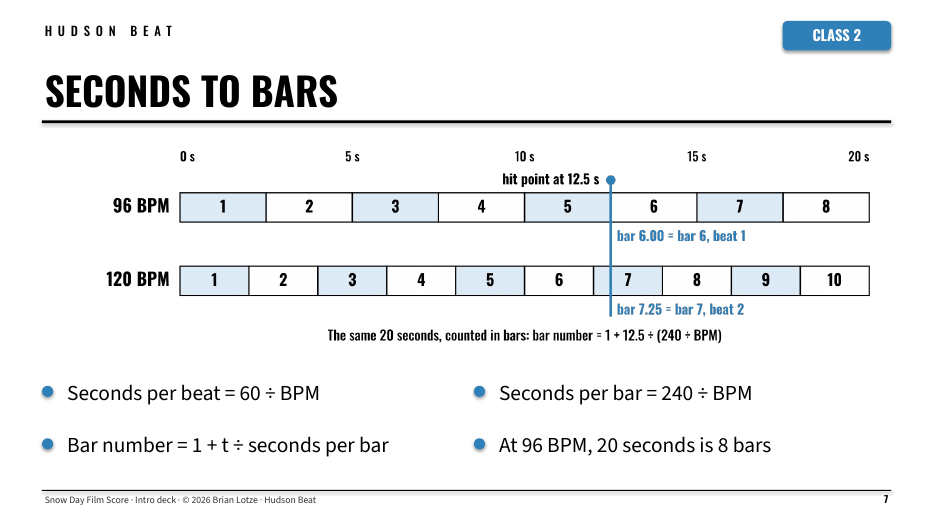 HUDSON BEAT
CLASS 2
SECONDS TO BARS
0 s 5 s 10 s 15 s 20 s
hit point at 12.5 s
96 BPM 1 2 3 4 5 6 7 8
bar 6.00 = bar 6, beat 1
120 BPM 1 2 3 4 5 6 7 8 9 10
bar 7.25 = bar 7, beat 2
The same 20 seconds, counted in bars: bar number = 1 + 12.5 ÷ (240 ÷ BPM)
Seconds per beat = 60 ÷ BPM
Seconds per bar = 240 ÷ BPM
Bar number = 1 + t ÷ seconds per bar
At 96 BPM, 20 seconds is 8 bars
Snow Day Film Score · Intro deck · © 2026 Brian Lotze · Hudson Beat
7